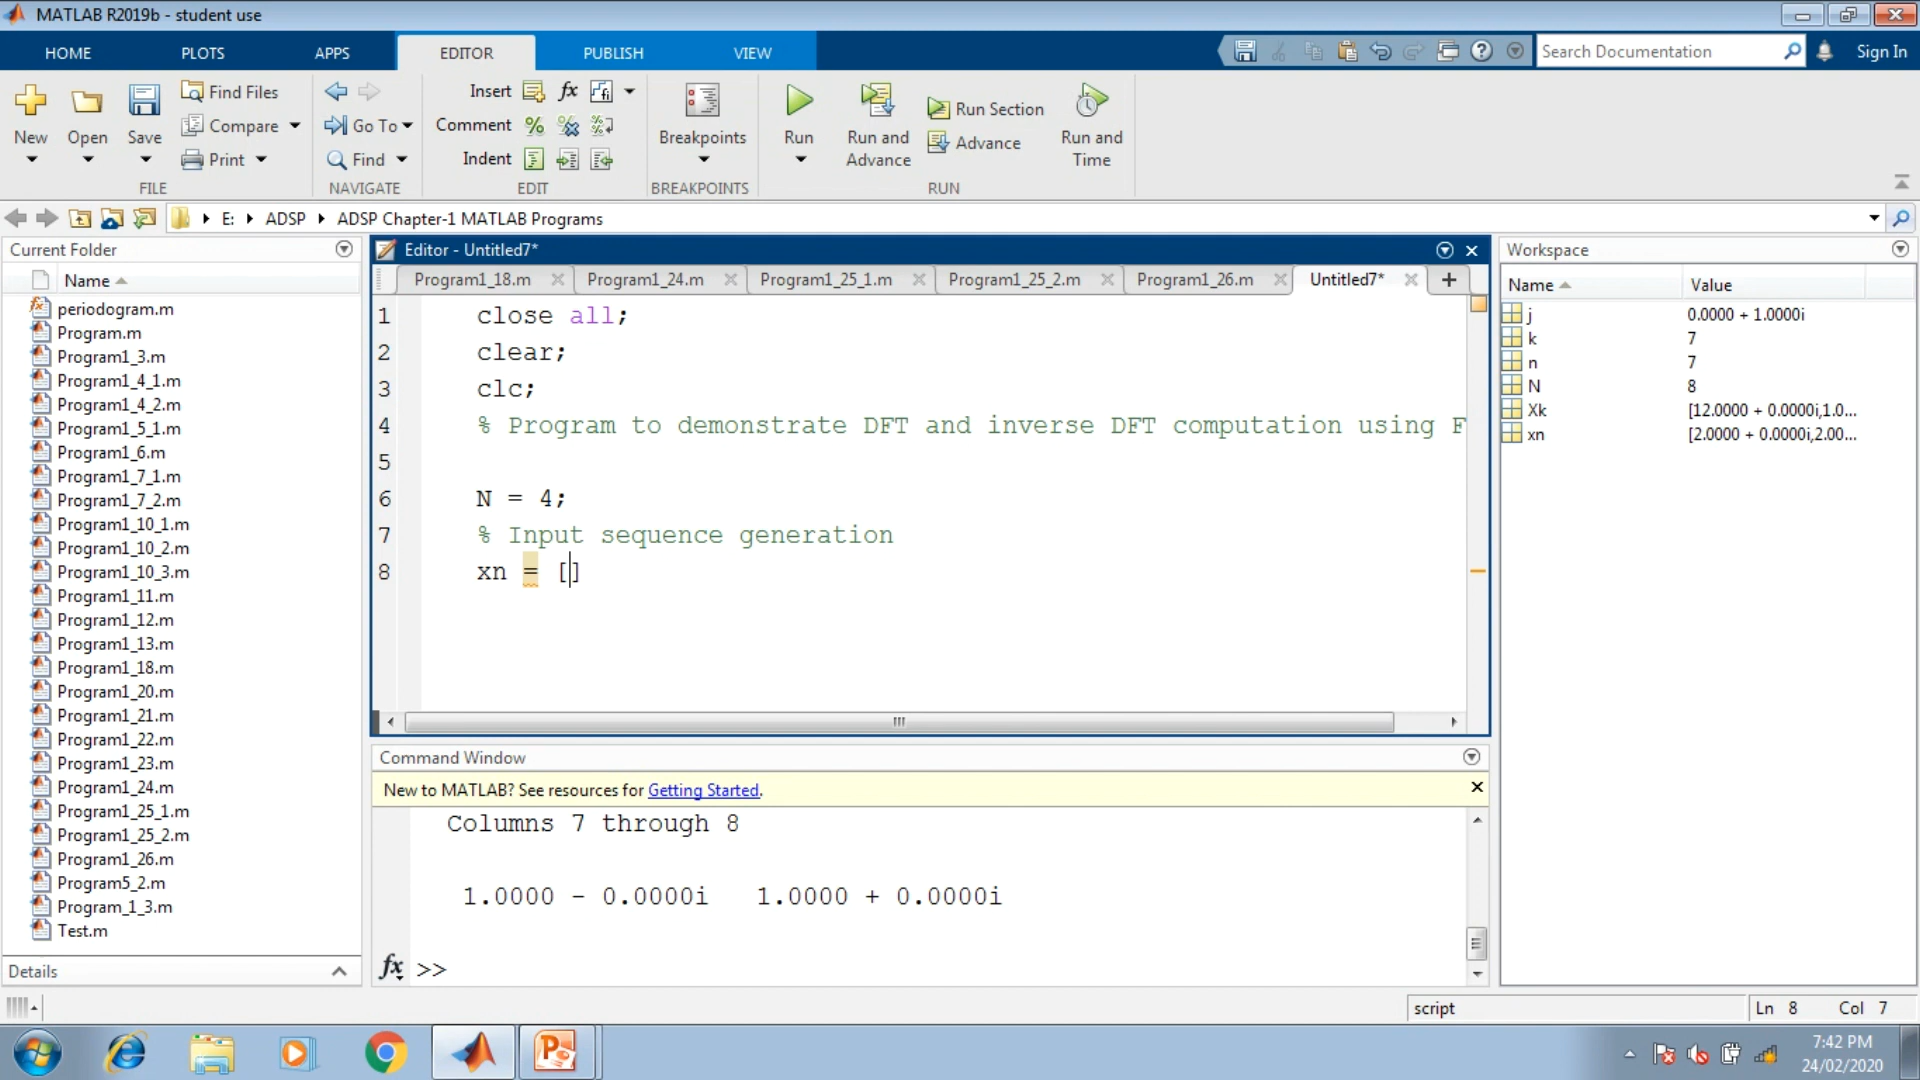 MATLAB R2019b - student use
HOME PLOTS APPS EDITOR PUBLISH VIEW Search Documentation Sign In
New Open Save Find Files Compare Print
Go To Find
Insert fx Comment % Indent
Breakpoints
Run Run and Advance Run Section Advance Run and Time
FILE NAVIGATE EDIT BREAKPOINTS RUN
E: ADSP ADSP Chapter-1 MATLAB Programs
Current Folder
Name
periodogram.m
Program.m
Program1_3.m
Program1_4_1.m
Program1_4_2.m
Program1_5_1.m
Program1_6.m
Program1_7_1.m
Program1_7_2.m
Program1_10_1.m
Program1_10_2.m
Program1_10_3.m
Program1_11.m
Program1_12.m
Program1_13.m
Program1_18.m
Program1_20.m
Program1_21.m
Program1_22.m
Program1_23.m
Program1_24.m
Program1_25_1.m
Program1_25_2.m
Program1_26.m
Program5_2.m
Program_1_3.m
Test.m
Details
Editor - Untitled7*
Program1_18.m Program1_24.m Program1_25_1.m Program1_25_2.m Program1_26.m Untitled7*
1 close all;
2 clear;
3 clc;
4 % Program to demonstrate DFT and inverse DFT computation using F
5
6 N = 4;
7 % Input sequence generation
8 xn = []
Command Window
New to MATLAB? See resources for Getting Started.
Columns 7 through 8
1.0000 - 0.0000i 1.0000 + 0.0000i
fx >>
Workspace
Name Value
j 0.0000 + 1.0000i
k 7
n 7
N 8
Xk [12.0000 + 0.0000i,1.0...
xn [2.0000 + 0.0000i,2.00...
script Ln 8 Col 7
7:42 PM
24/02/2020